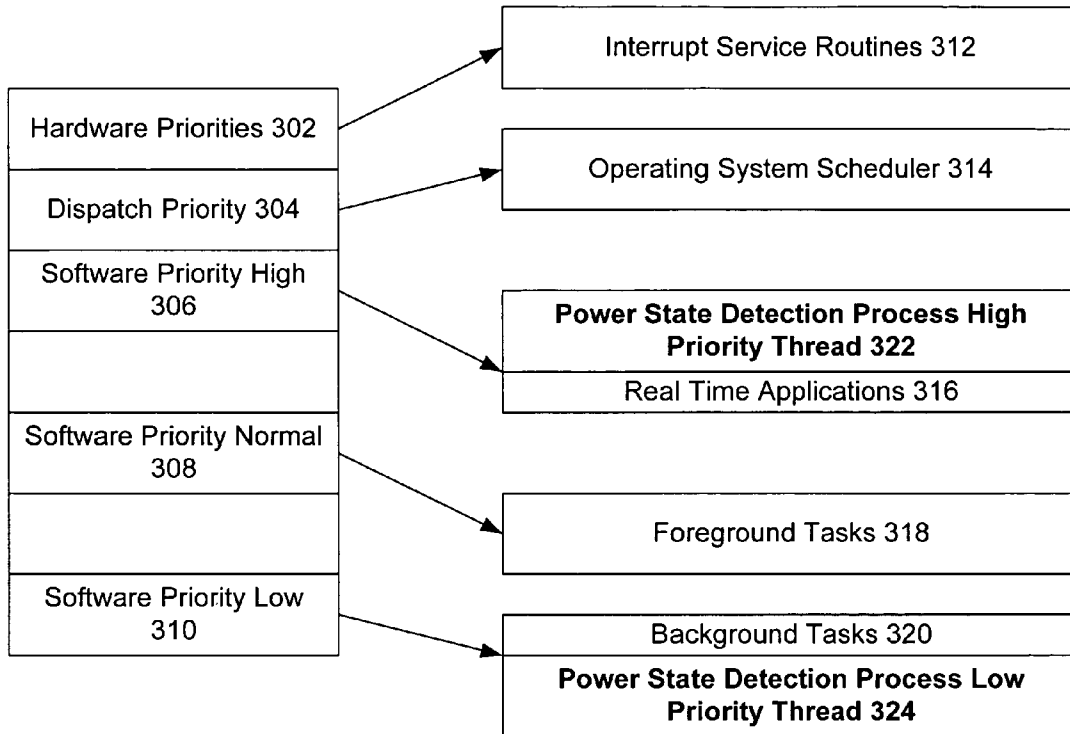 Hardware Priorities 302
Dispatch Priority 304
Software Priority High
306
Software Priority Normal
308
Software Priority Low
310
Interrupt Service Routines 312
Operating System Scheduler 314
Power State Detection Process High
Priority Thread 322
Real Time Applications 316
Foreground Tasks 318
Background Tasks 320
Power State Detection Process Low
Priority Thread 324